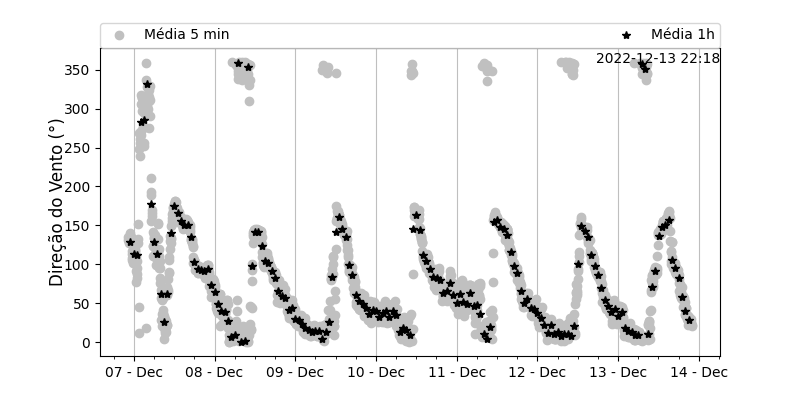 Média 5 min
Média 1h
2022-12-13 22:18
Direção do Vento (°)
350
300
250
200
150
100
50
0
07 - Dec
08 - Dec
09 - Dec
10 - Dec
11 - Dec
12 - Dec
13 - Dec
14 - Dec